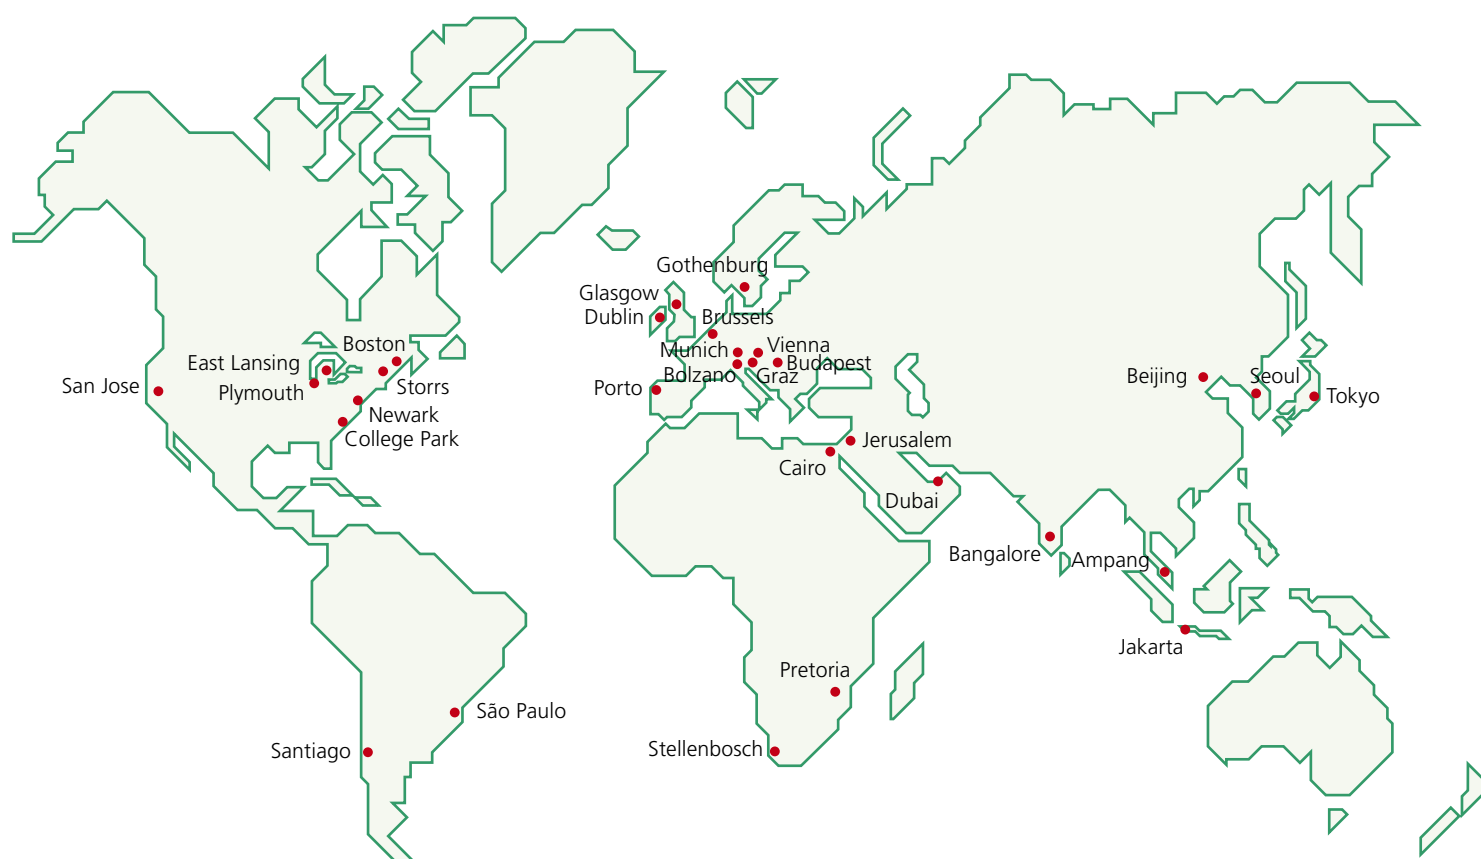 Gothenburg
Glasgow
Dublin
Brussels
Boston
Munich
Vienna
East Lansing
Budapest
Bolzano
Graz
San Jose
Plymouth
Storrs
Porto
Beijing
Seoul
Tokyo
Newark
College Park
Jerusalem
Cairo
Dubai
Bangalore
Ampang
Jakarta
Pretoria
São Paulo
Santiago
Stellenbosch